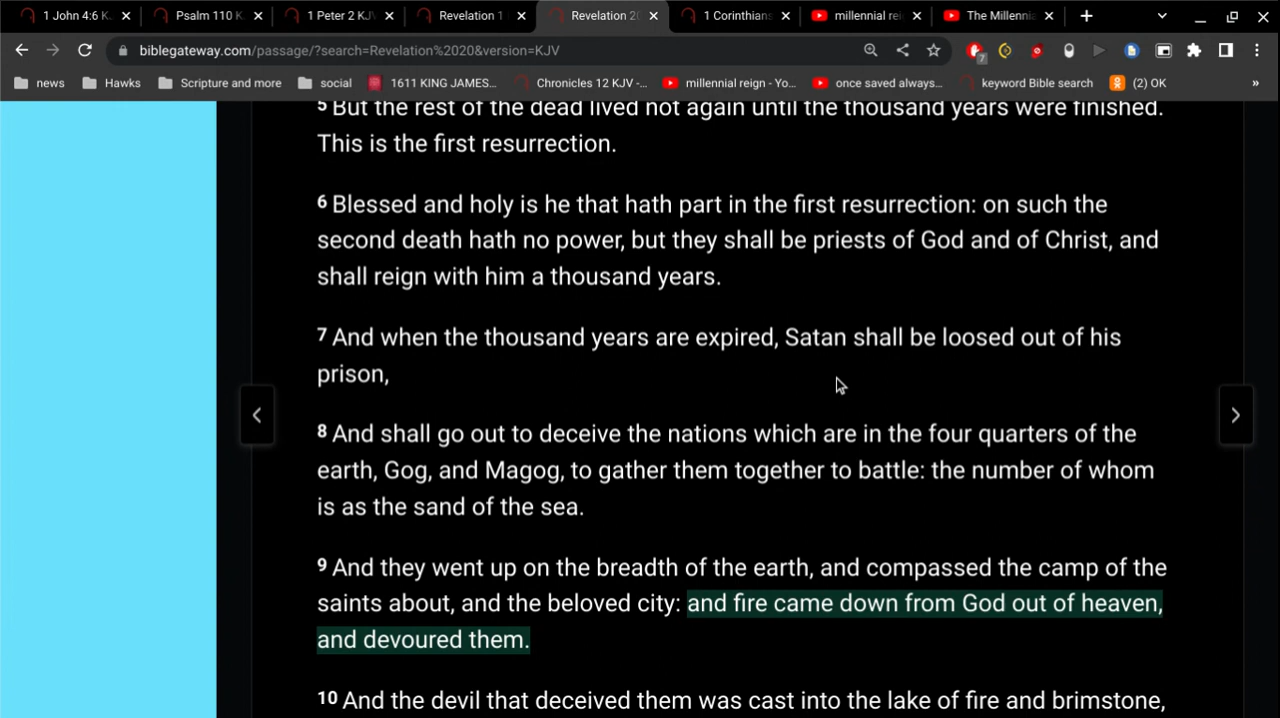 1 John 4:6 K
Psalm 110 K
1 Peter 2 KJV
Revelation 1
Revelation 20
1 Corinthians
millennial rei
The Millennia
biblegateway.com/passage/?search=Revelation%2020&version=KJV
7
news
Hawks
Scripture and more
social
1611 KING JAMES...
Chronicles 12 KJV -...
millennial reign - Yo...
once saved always...
keyword Bible search
(2) OK
»
5 But the rest of the dead lived not again until the thousand years were finished.
This is the first resurrection.
6 Blessed and holy is he that hath part in the first resurrection: on such the
second death hath no power, but they shall be priests of God and of Christ, and
shall reign with him a thousand years.
7 And when the thousand years are expired, Satan shall be loosed out of his
prison,
8 And shall go out to deceive the nations which are in the four quarters of the
earth, Gog, and Magog, to gather them together to battle: the number of whom
is as the sand of the sea.
9 And they went up on the breadth of the earth, and compassed the camp of the
saints about, and the beloved city: and fire came down from God out of heaven,
and devoured them.
10 And the devil that deceived them was cast into the lake of fire and brimstone,